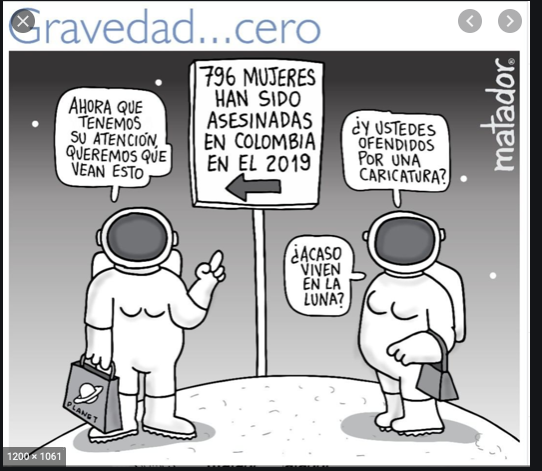 Gravedad...cero
AHORA QUE
TENEMOS
SU ATENCIÓN,
QUEREMOS QUE
VEAN ESTO
796 MUJERES
HAN SIDO
ASESINADAS
EN COLOMBIA
EN EL 2019
¿Y USTEDES
OFENDIDOS
POR UNA
CARICATURA?
¿ACASO
VIVEN
EN LA
LUNA?
matador®
PLANET
1200 × 1061